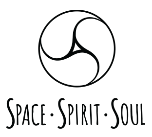 SPACE · SPIRIT · SOUL